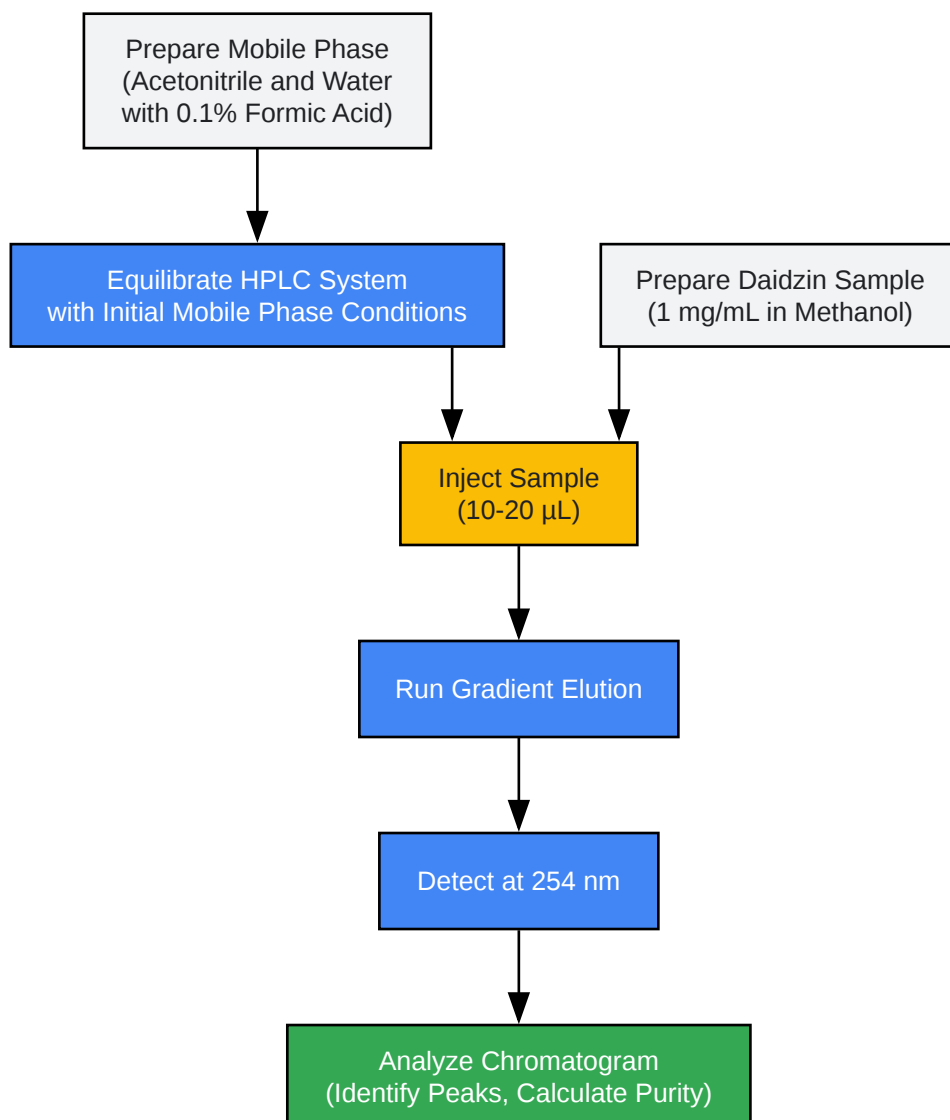 Prepare Mobile Phase
(Acetonitrile and Water
with 0.1% Formic Acid)
Equilibrate HPLC System
with Initial Mobile Phase Conditions
Prepare Daidzin Sample
(1 mg/mL in Methanol)
Inject Sample
(10-20 µL)
Run Gradient Elution
Detect at 254 nm
Analyze Chromatogram
(Identify Peaks, Calculate Purity)